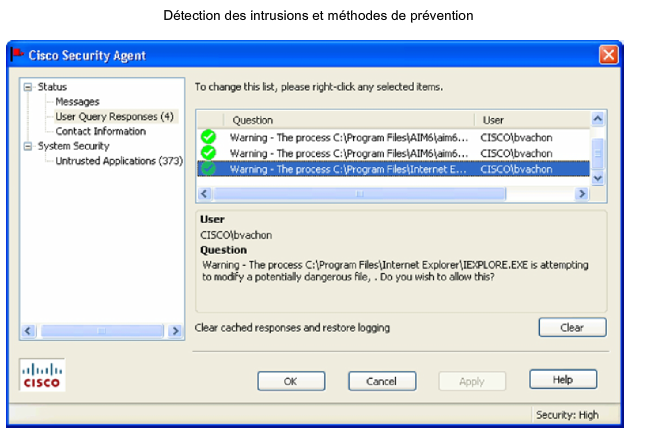 Détection des intrusions et méthodes de prévention
Cisco Security Agent
Status
Messages
User Query Responses (4)
Contact Information
System Security
Untrusted Applications (373)
To change this list, please right-click any selected items.
Question User
Warning - The process C:\Program Files\AIM6\aim6... CISCO\bvachon
Warning - The process C:\Program Files\AIM6\aim6... CISCO\bvachon
Warning - The process C:\Program Files\Internet E... CISCO\bvachon
User
CISCO\bvachon
Question
Warning - The process C:\Program Files\Internet Explorer\IEXPLORE.EXE is attempting
to modify a potentially dangerous file, . Do you wish to allow this?
Clear cached responses and restore logging
Clear
CISCO
OK Cancel Apply Help
Security: High